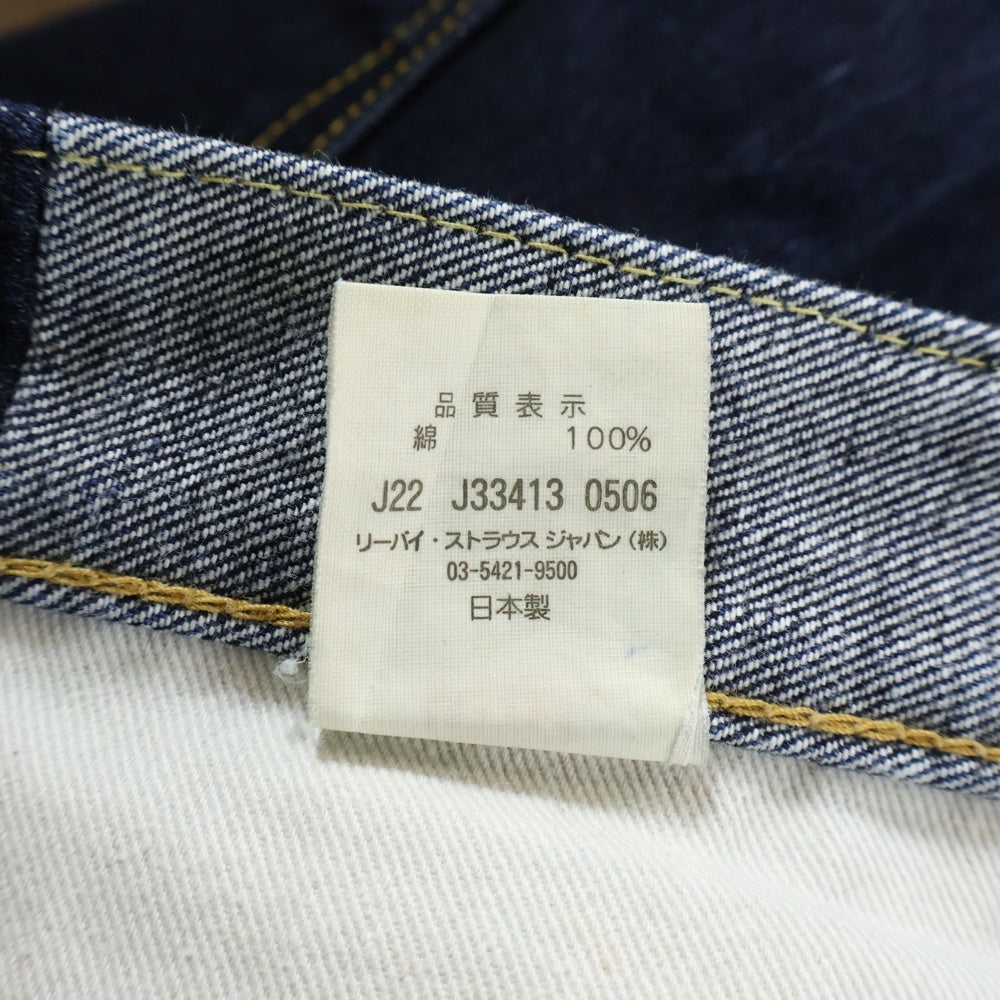 品質表示
綿 100%
J22 J33413 0506
リーバイ・ストラウス ジャパン(株)
03-5421-9500
日本製